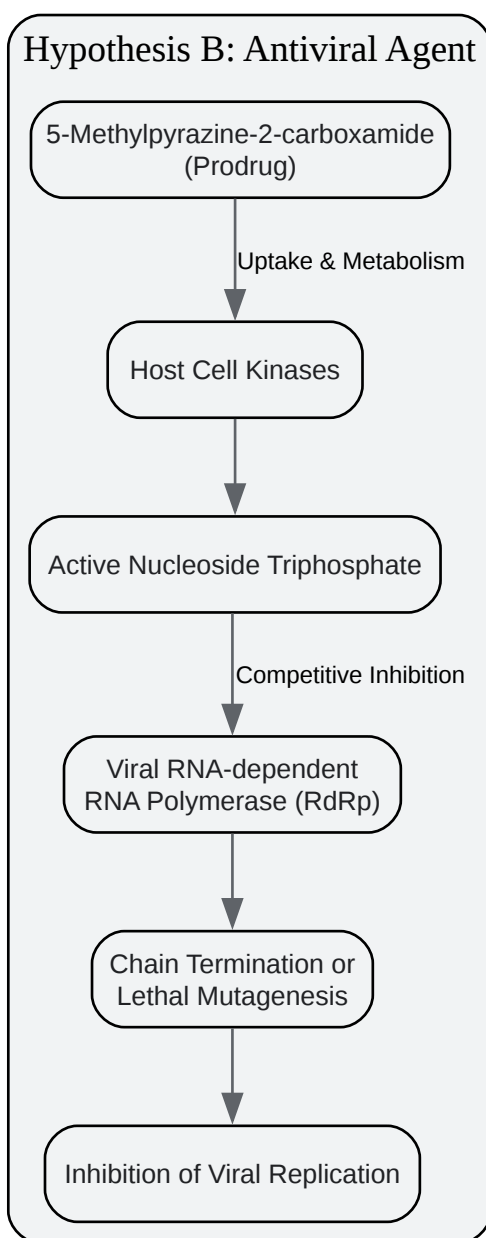 Hypothesis B: Antiviral Agent
5-Methylpyrazine-2-carboxamide
(Prodrug)
Uptake & Metabolism
Host Cell Kinases
Active Nucleoside Triphosphate
Competitive Inhibition
Viral RNA-dependent
RNA Polymerase (RdRp)
Chain Termination or
Lethal Mutagenesis
Inhibition of Viral Replication